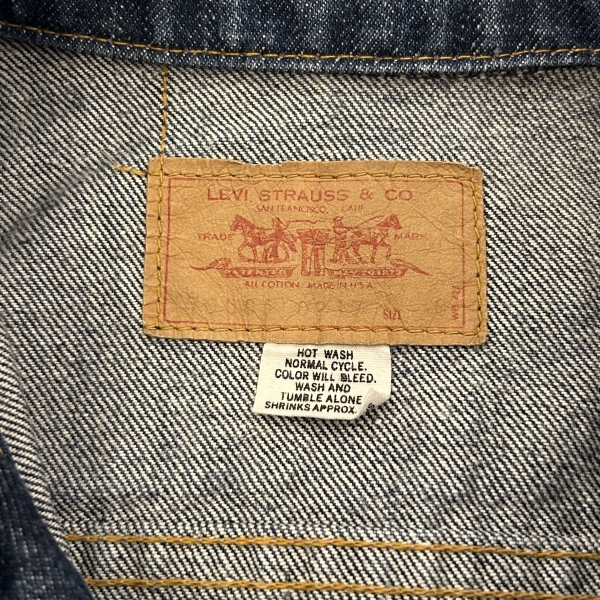 LEVI STRAUSS & CO
SAN FRANCISCO, CALIF.
TRADE MARK
ALL COTTON. MADE IN U.S.A.
SIZE
HOT WASH
NORMAL CYCLE.
COLOR WILL BLEED.
WASH AND
TUMBLE ALONE
SHRINKS APPROX.